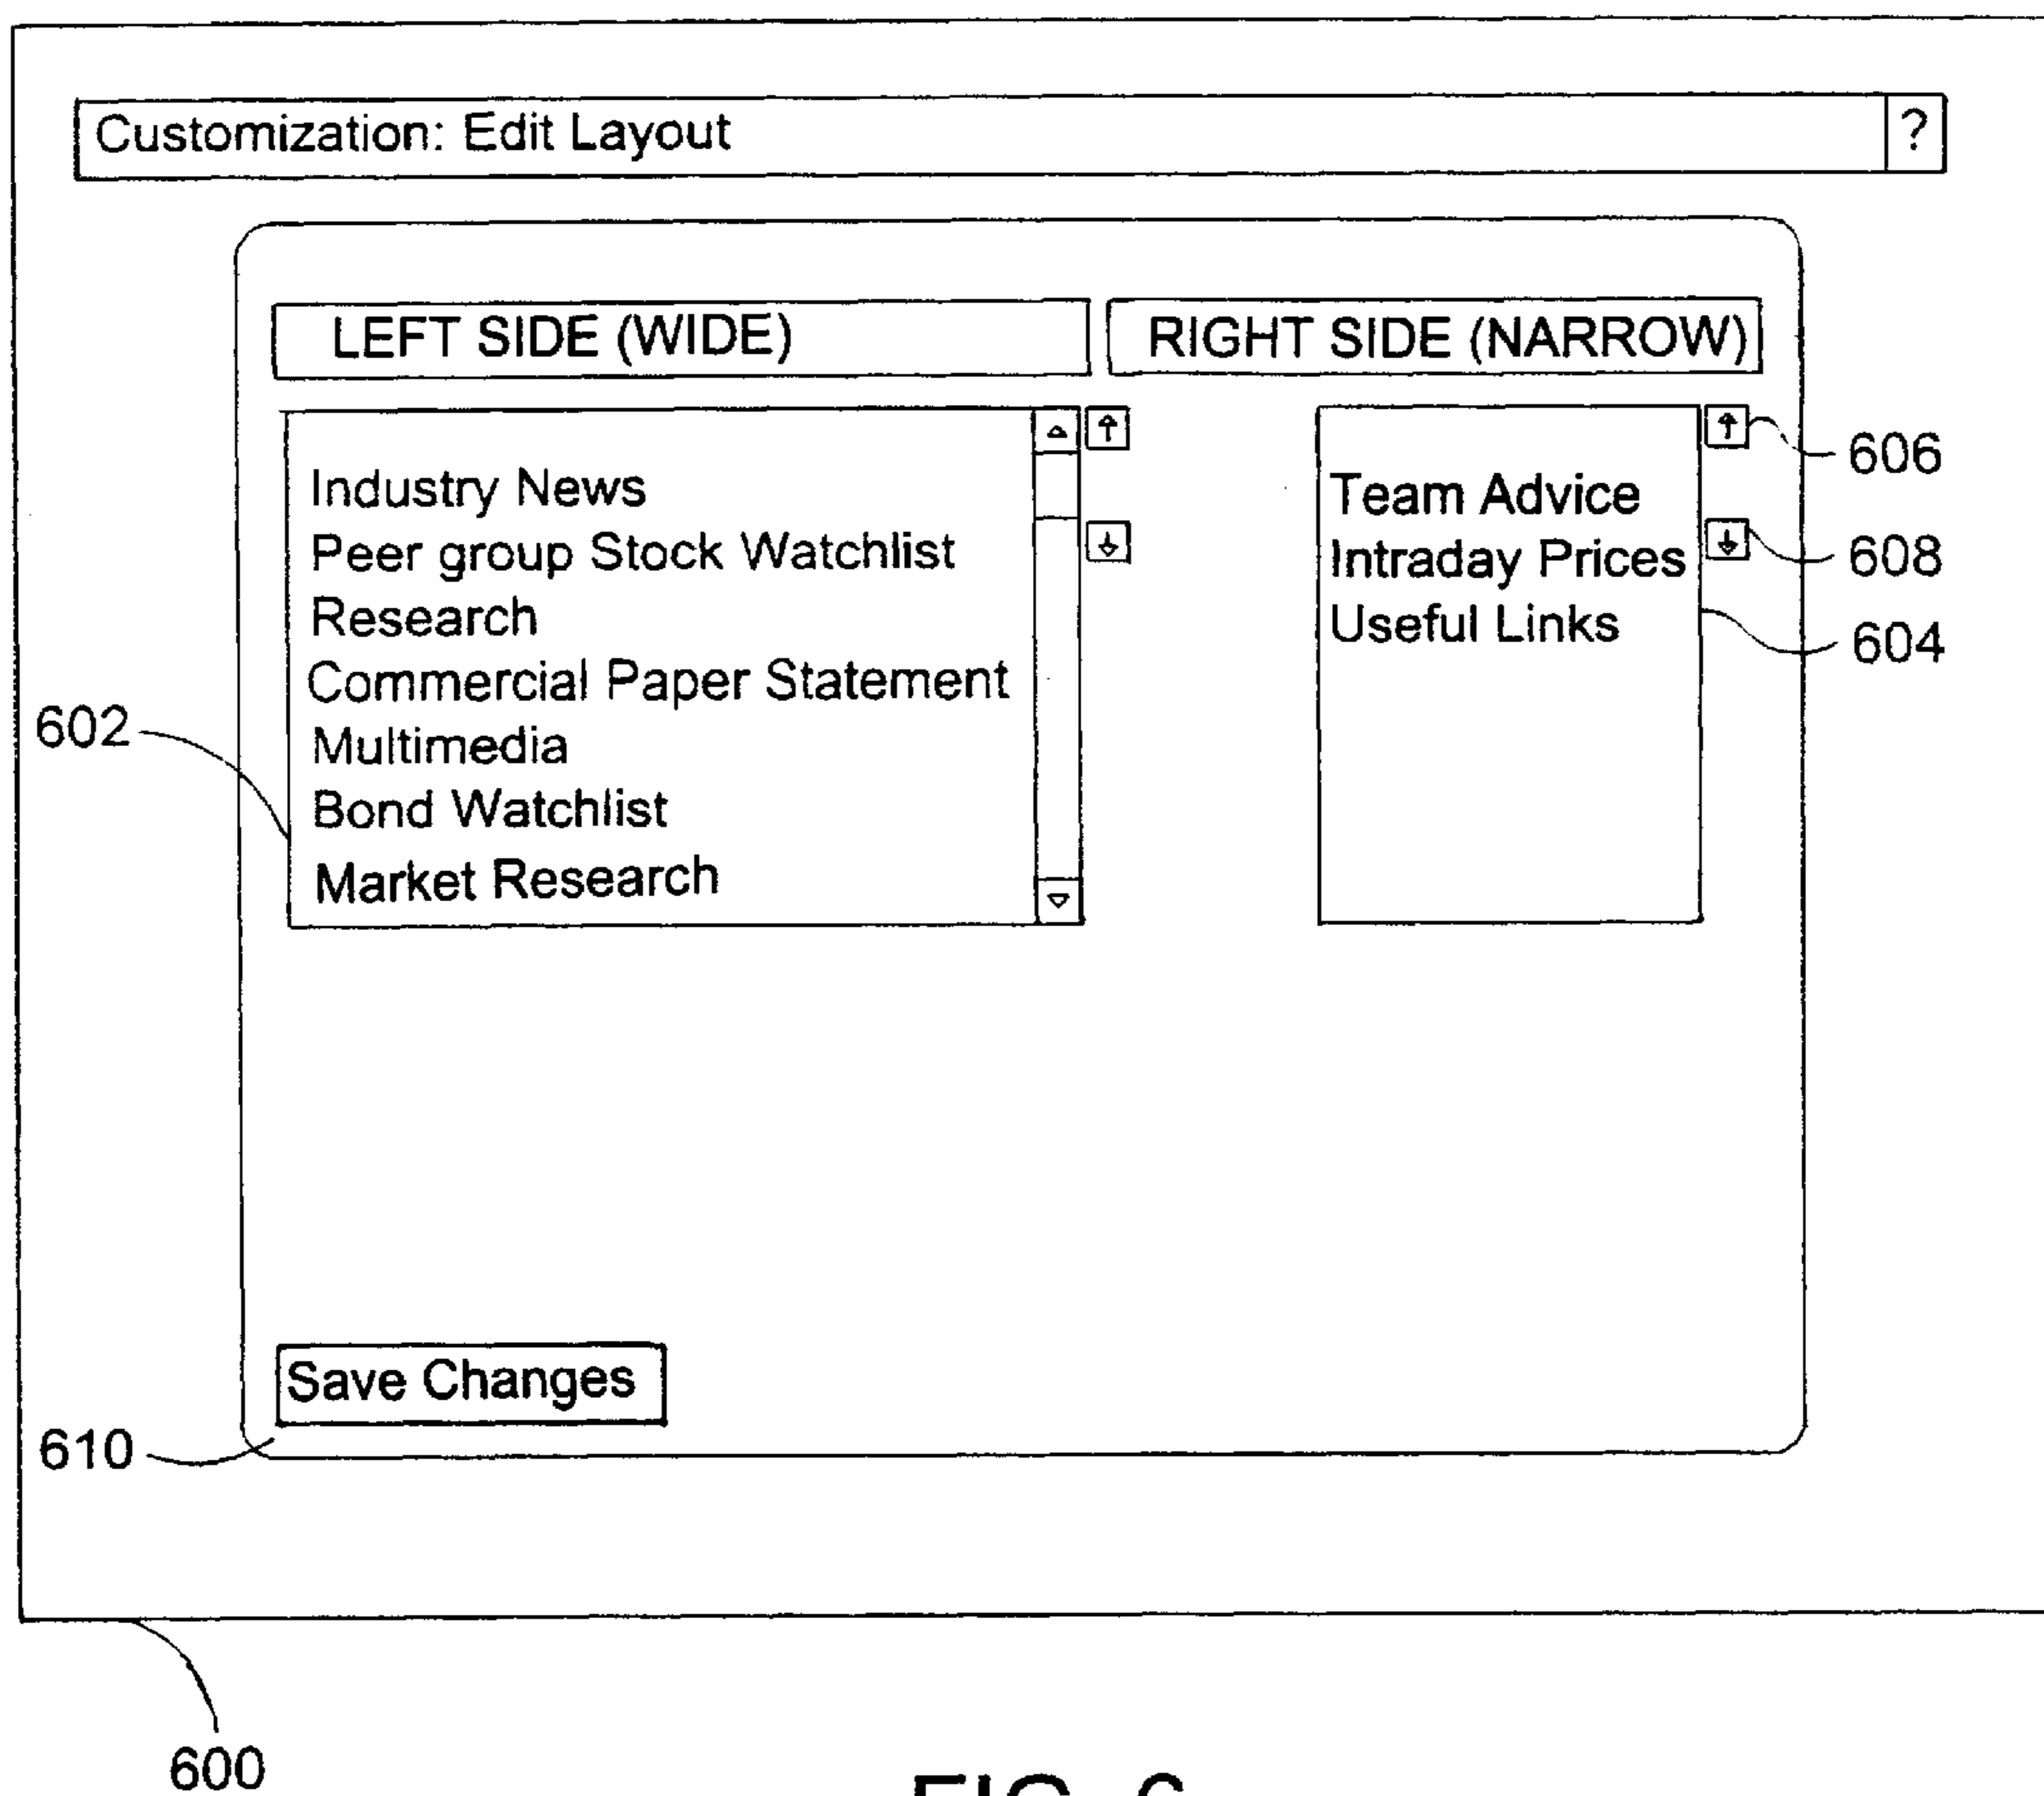 Customization: Edit Layout ?
LEFT SIDE (WIDE) RIGHT SIDE (NARROW)
606
Industry News
Team Advice
Peer group Stock Watchlist
Intraday Prices
608
Research
Useful Links
604
Commercial Paper Statement
602
Multimedia
Bond Watchlist
Market Research
Save Changes
610
600
FIG. 6